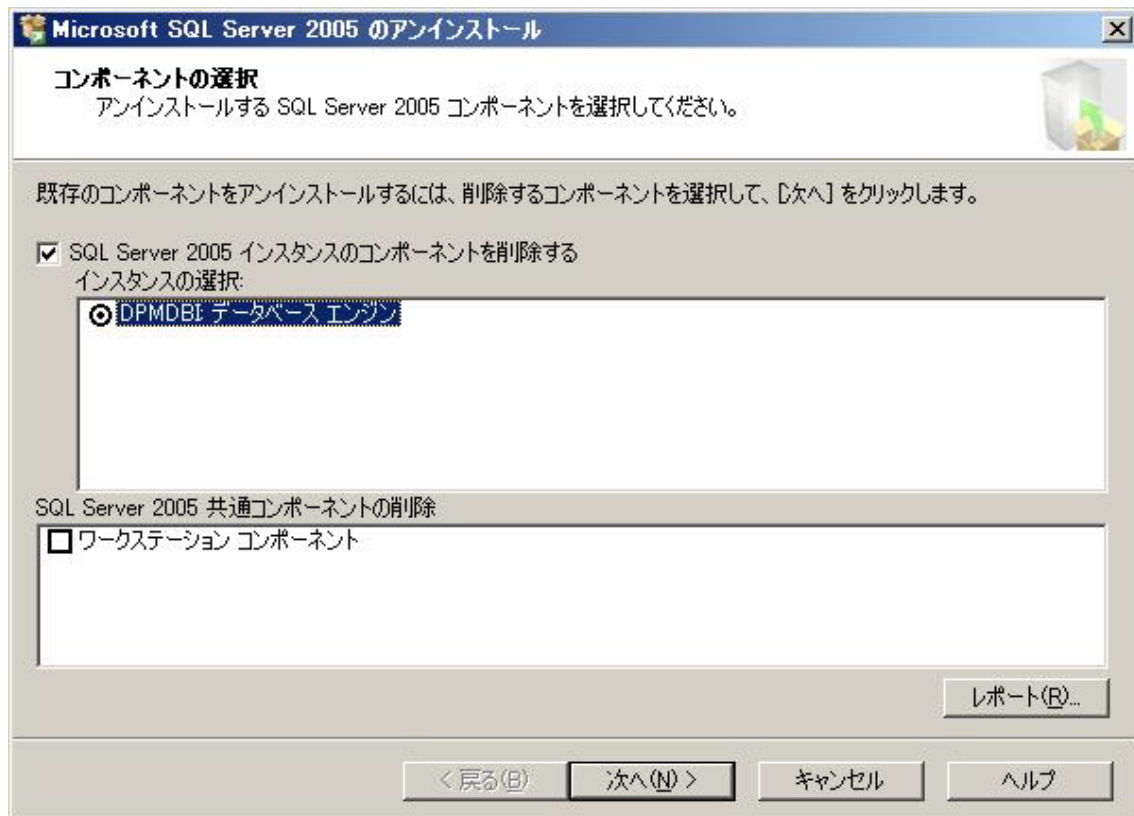 Microsoft SQL Server 2005 のアンインストール
コンポーネントの選択
アンインストールする SQL Server 2005 コンポーネントを選択してください。
既存のコンポーネントをアンインストールするには、削除するコンポーネントを選択して、[次へ] をクリックします。
SQL Server 2005 インスタンスのコンポーネントを削除する
インスタンスの選択:
DPMDBI: データベース エンジン
SQL Server 2005 共通コンポーネントの削除
ワークステーション コンポーネント
レポート(R)...
< 戻る(B)
次へ(N) >
キャンセル
ヘルプ